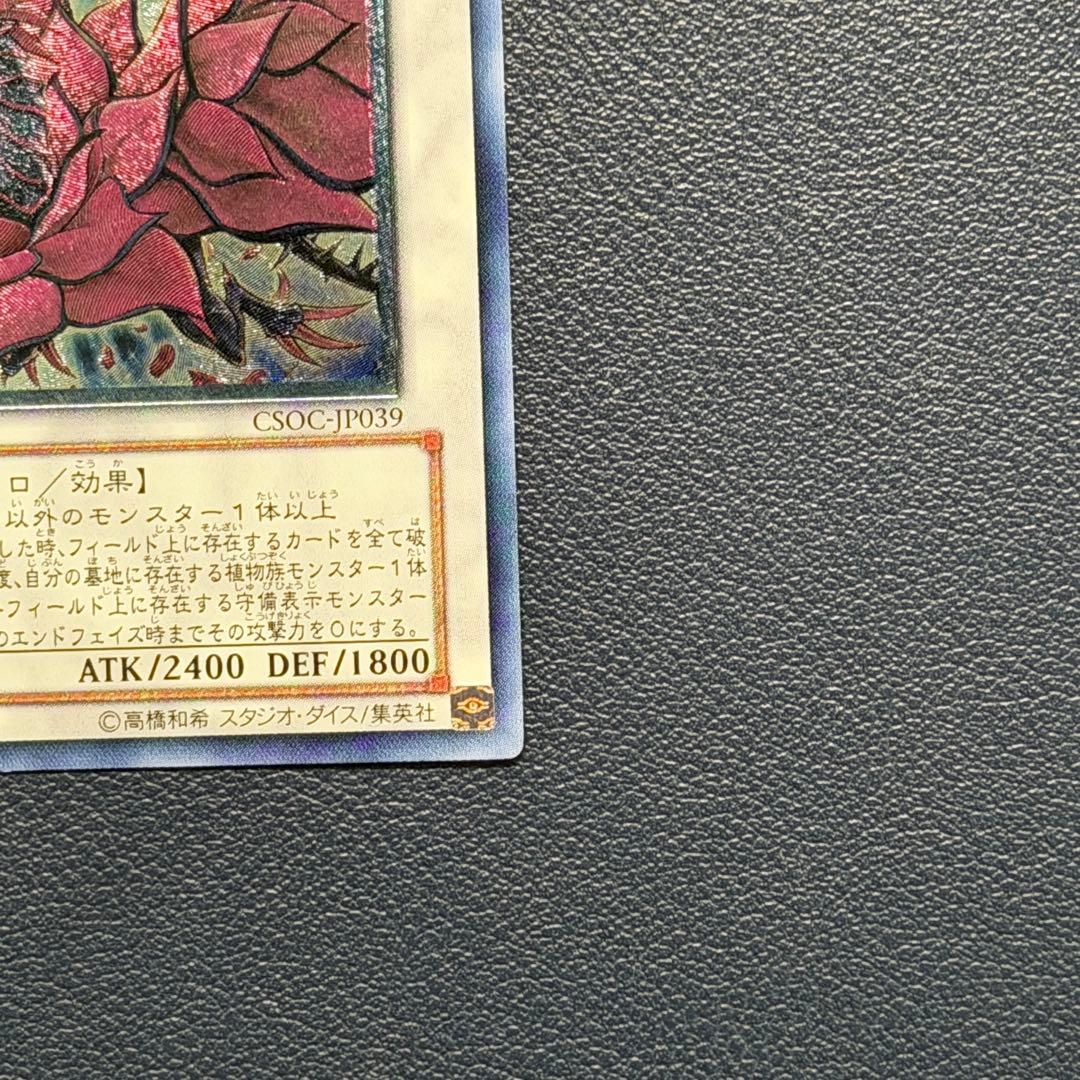 CSOC-JP039
ロ／効果】
以外のモンスター１体以上
した時、フィールド上に存在するカードを全て破
度、自分の墓地に存在する植物族モンスター１体
フィールド上に存在する守備表示モンスター
のエンドフェイズ時までその攻撃力を０にする。
ATK/2400 DEF/1800
©高橋和希 スタジオ・ダイス/集英社